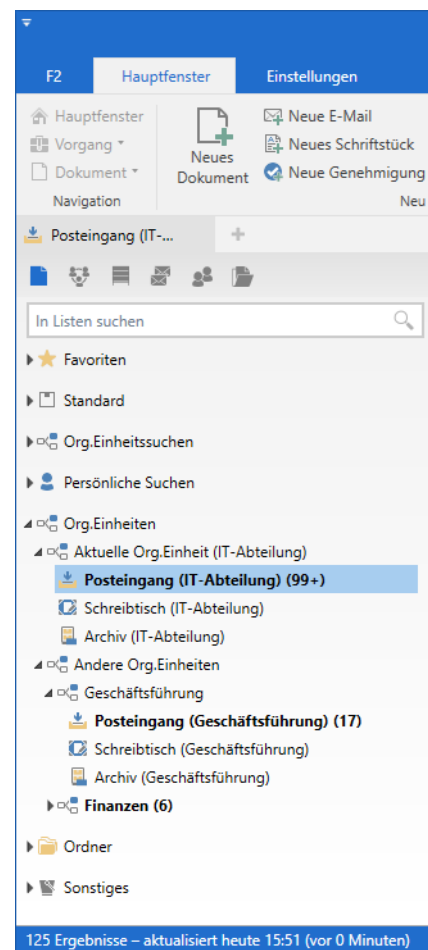 F2 Hauptfenster Einstellungen
Hauptfenster
Vorgang
Dokument
Navigation
Neues
Dokument
Neue E-Mail
Neues Schriftstück
Neue Genehmigung
Neu
Posteingang (IT-... +
In Listen suchen
Favoriten
Standard
Org.Einheitssuchen
Persönliche Suchen
Org.Einheiten
Aktuelle Org.Einheit (IT-Abteilung)
Posteingang (IT-Abteilung) (99+)
Schreibtisch (IT-Abteilung)
Archiv (IT-Abteilung)
Andere Org.Einheiten
Geschäftsführung
Posteingang (Geschäftsführung) (17)
Schreibtisch (Geschäftsführung)
Archiv (Geschäftsführung)
Finanzen (6)
Ordner
Sonstiges
125 Ergebnisse – aktualisiert heute 15:51 (vor 0 Minuten)